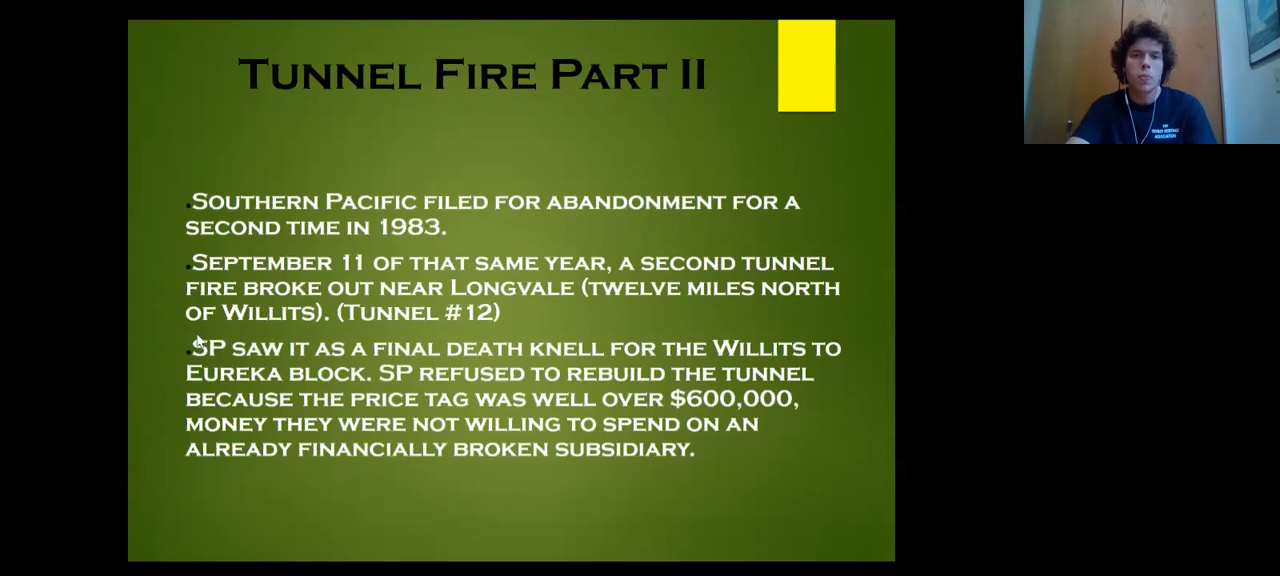 Tunnel Fire Part II
.Southern Pacific filed for abandonment for a
second time in 1983.
.September 11 of that same year, a second tunnel
fire broke out near Longvale (twelve miles north
of Willits). (Tunnel #12)
.SP saw it as a final death knell for the Willits to
Eureka block. SP refused to rebuild the tunnel
because the price tag was well over $600,000,
money they were not willing to spend on an
already financially broken subsidiary.